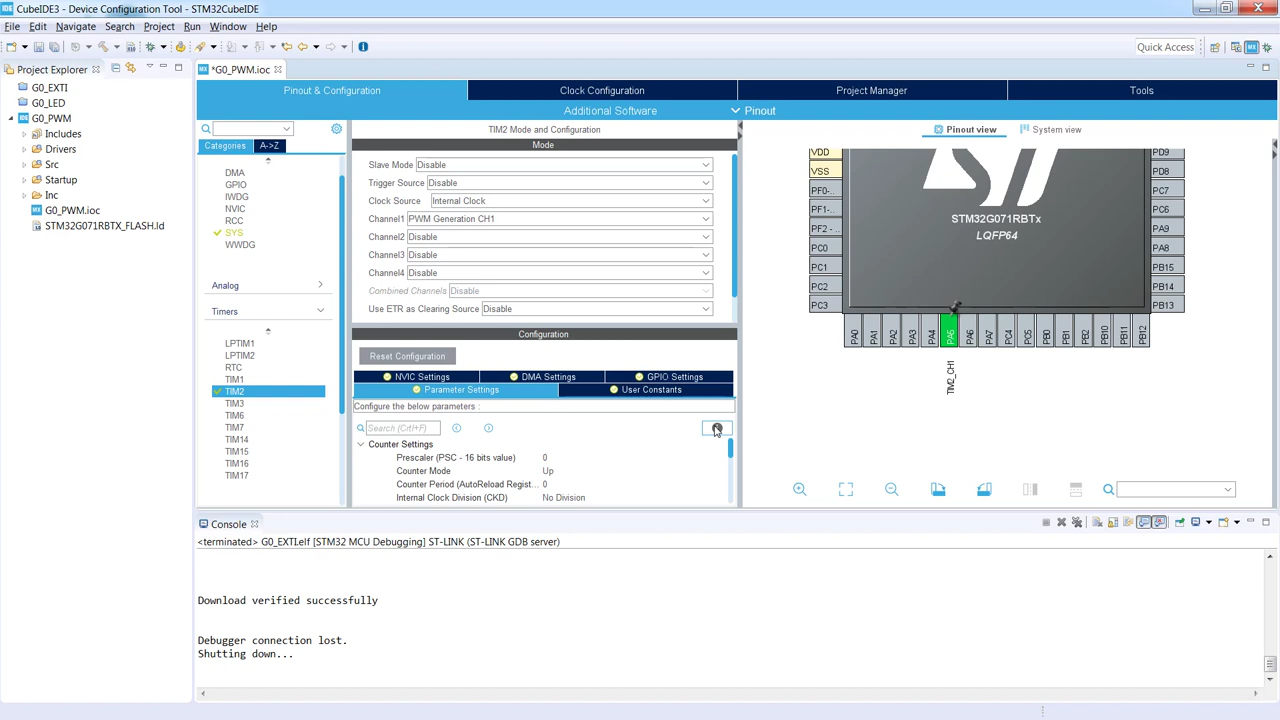 CubeIDE3 - Device Configuration Tool - STM32CubeIDE
File Edit Navigate Search Project Run Window Help
Quick Access
Project Explorer
*G0_PWM.ioc
G0_EXTI
G0_LED
G0_PWM
Includes
Drivers
Src
Startup
Inc
G0_PWM.ioc
STM32G071RBTX_FLASH.ld
Pinout & Configuration
Clock Configuration
Project Manager
Tools
Additional Software
Pinout
Categories
A->Z
DMA
GPIO
IWDG
NVIC
RCC
SYS
WWDG
Analog
Timers
LPTIM1
LPTIM2
RTC
TIM1
TIM2
TIM3
TIM6
TIM7
TIM14
TIM15
TIM16
TIM17
TIM2 Mode and Configuration
Mode
Slave Mode Disable
Trigger Source Disable
Clock Source Internal Clock
Channel1 PWM Generation CH1
Channel2 Disable
Channel3 Disable
Channel4 Disable
Combined Channels Disable
Use ETR as Clearing Source Disable
Configuration
Reset Configuration
NVIC Settings
DMA Settings
GPIO Settings
Parameter Settings
User Constants
Configure the below parameters :
Search (Crtl+F)
Counter Settings
Prescaler (PSC - 16 bits value) 0
Counter Mode Up
Counter Period (AutoReload Regist... 0
Internal Clock Division (CKD) No Division
Pinout view
System view
VDD
VSS
PF0-..
PF1-..
PF2 -..
PC0
PC1
PC2
PC3
STM32G071RBTx
LQFP64
PD9
PD8
PC7
PC6
PA9
PA8
PB15
PB14
PB13
PA0
PA1
PA2
PA3
PA4
PA5
PA6
PA7
PC4
PC5
PB0
PB1
PB2
PB10
PB11
PB12
TIM2_CH1
Console
<terminated> G0_EXTI.elf [STM32 MCU Debugging] ST-LINK (ST-LINK GDB server)
Download verified successfully
Debugger connection lost.
Shutting down...